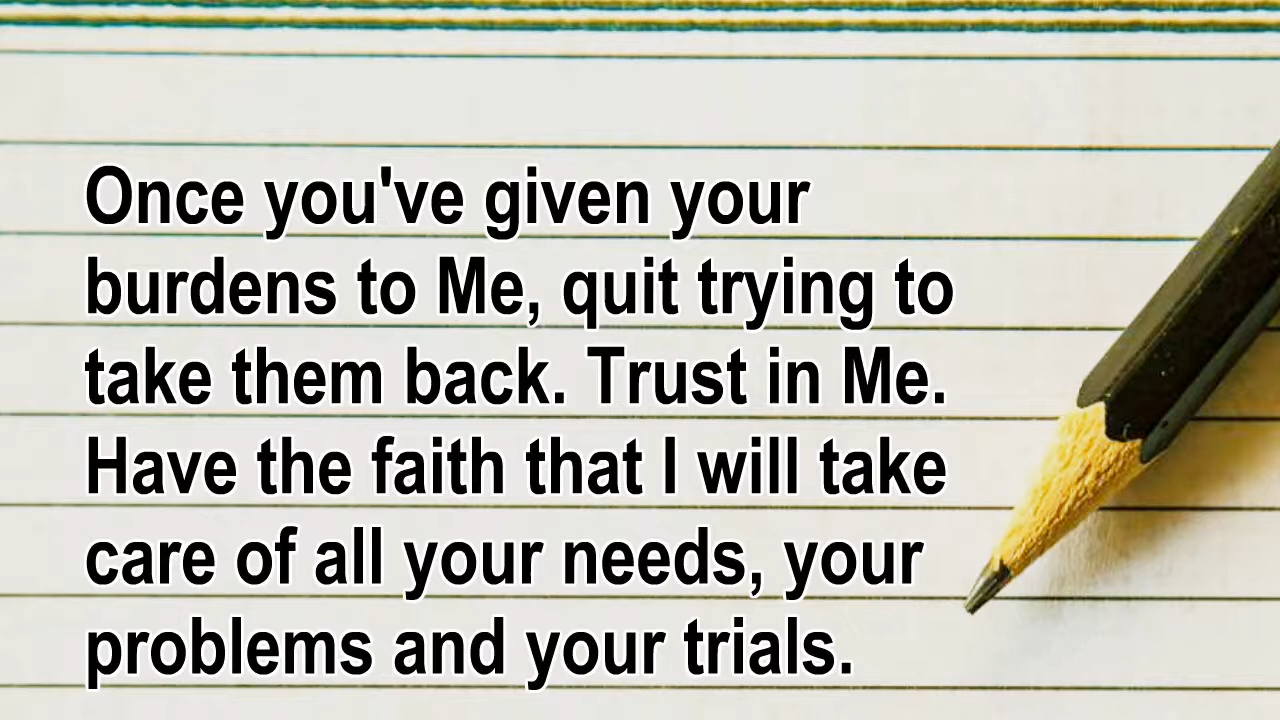 Once you've given your
burdens to Me, quit trying to
take them back. Trust in Me.
Have the faith that I will take
care of all your needs, your
problems and your trials.